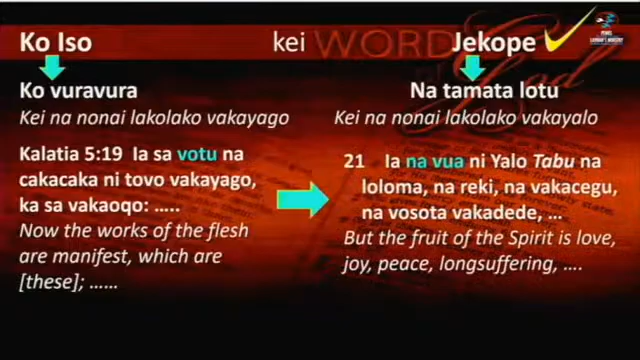 Ko Iso kei Jekope
WORD
God
Ko vuravura
Kei na nonai lakolako vakayago
Kalatia 5:19 Ia sa votu na
cakacaka ni tovo vakayago,
ka sa vakaoqo: .....
Now the works of the flesh
are manifest, which are
[these]; ......
Na tamata lotu
Kei na nonai lakolako vakayalo
21 Ia na vua ni Yalo Tabu na
loloma, na reki, na vakacegu,
na vosota vakadede, ...
But the fruit of the Spirit is love,
joy, peace, longsuffering, ....